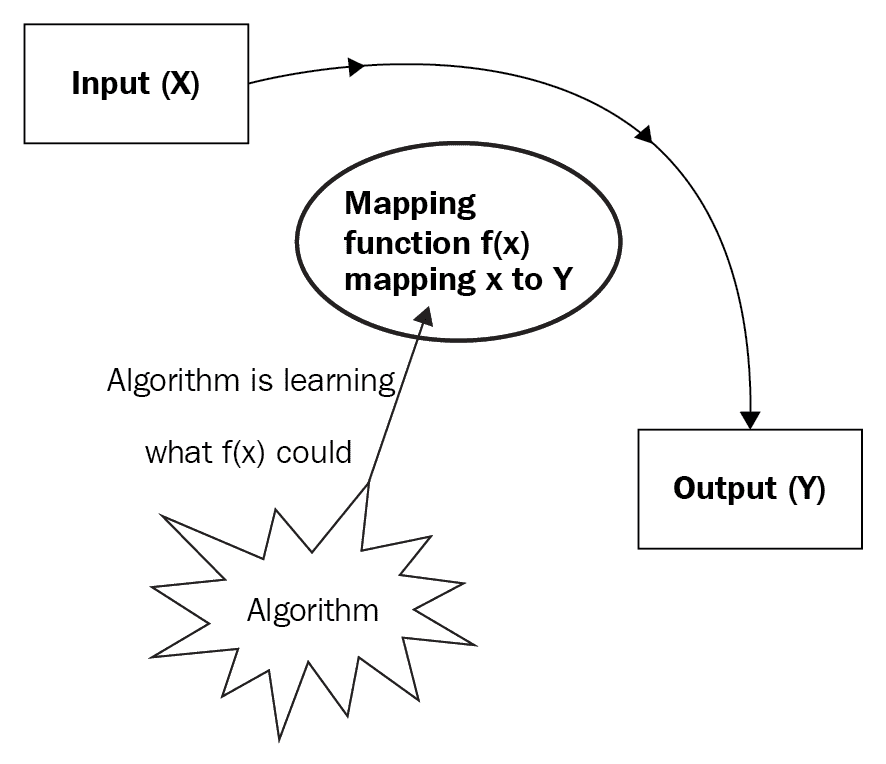 Input (X)
Mapping
function f(x)
mapping x to Y
Algorithm is learning
what f(x) could
Output (Y)
Algorithm